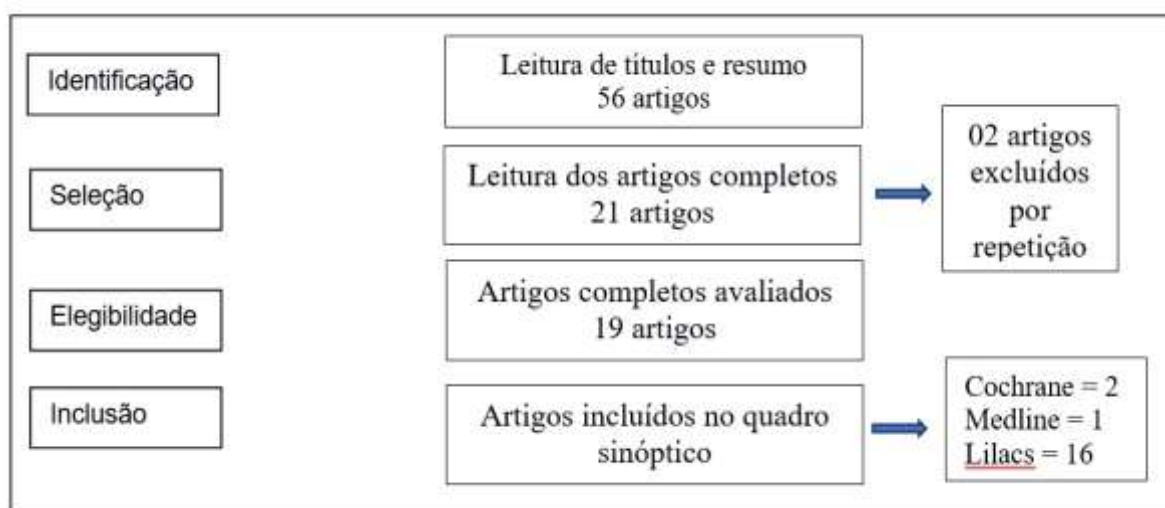 Identificação
Leitura de títulos e resumo
56 artigos
Seleção
Leitura dos artigos completos
21 artigos
02 artigos
excluídos
por
repetição
Elegibilidade
Artigos completos avaliados
19 artigos
Inclusão
Artigos incluídos no quadro
sinóptico
Cochrane = 2
Medline = 1
Lilacs = 16